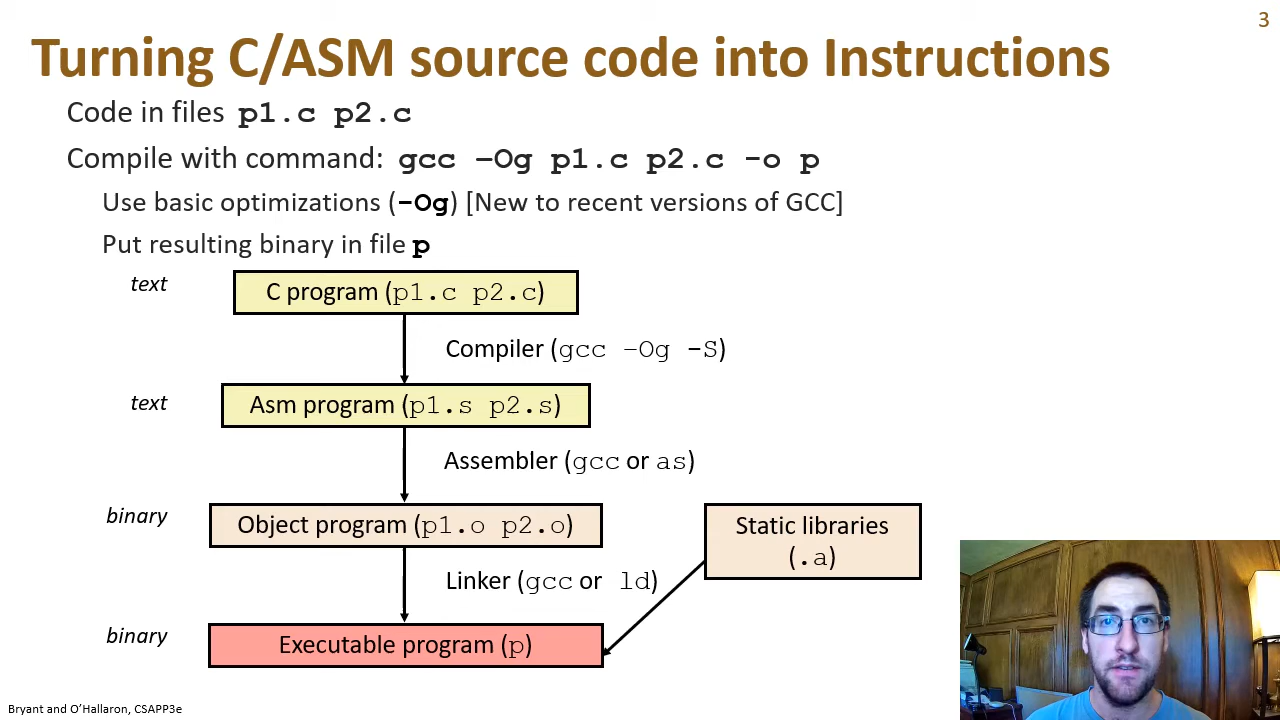 3
Turning C/ASM source code into Instructions
Code in files p1.c p2.c
Compile with command: gcc –Og p1.c p2.c -o p
Use basic optimizations (-Og) [New to recent versions of GCC]
Put resulting binary in file p
text
C program (p1.c p2.c)
Compiler (gcc –Og -S)
text
Asm program (p1.s p2.s)
Assembler (gcc or as)
binary
Object program (p1.o p2.o)
Static libraries
(.a)
Linker (gcc or ld)
binary
Executable program (p)
Bryant and O’Hallaron, CSAPP3e